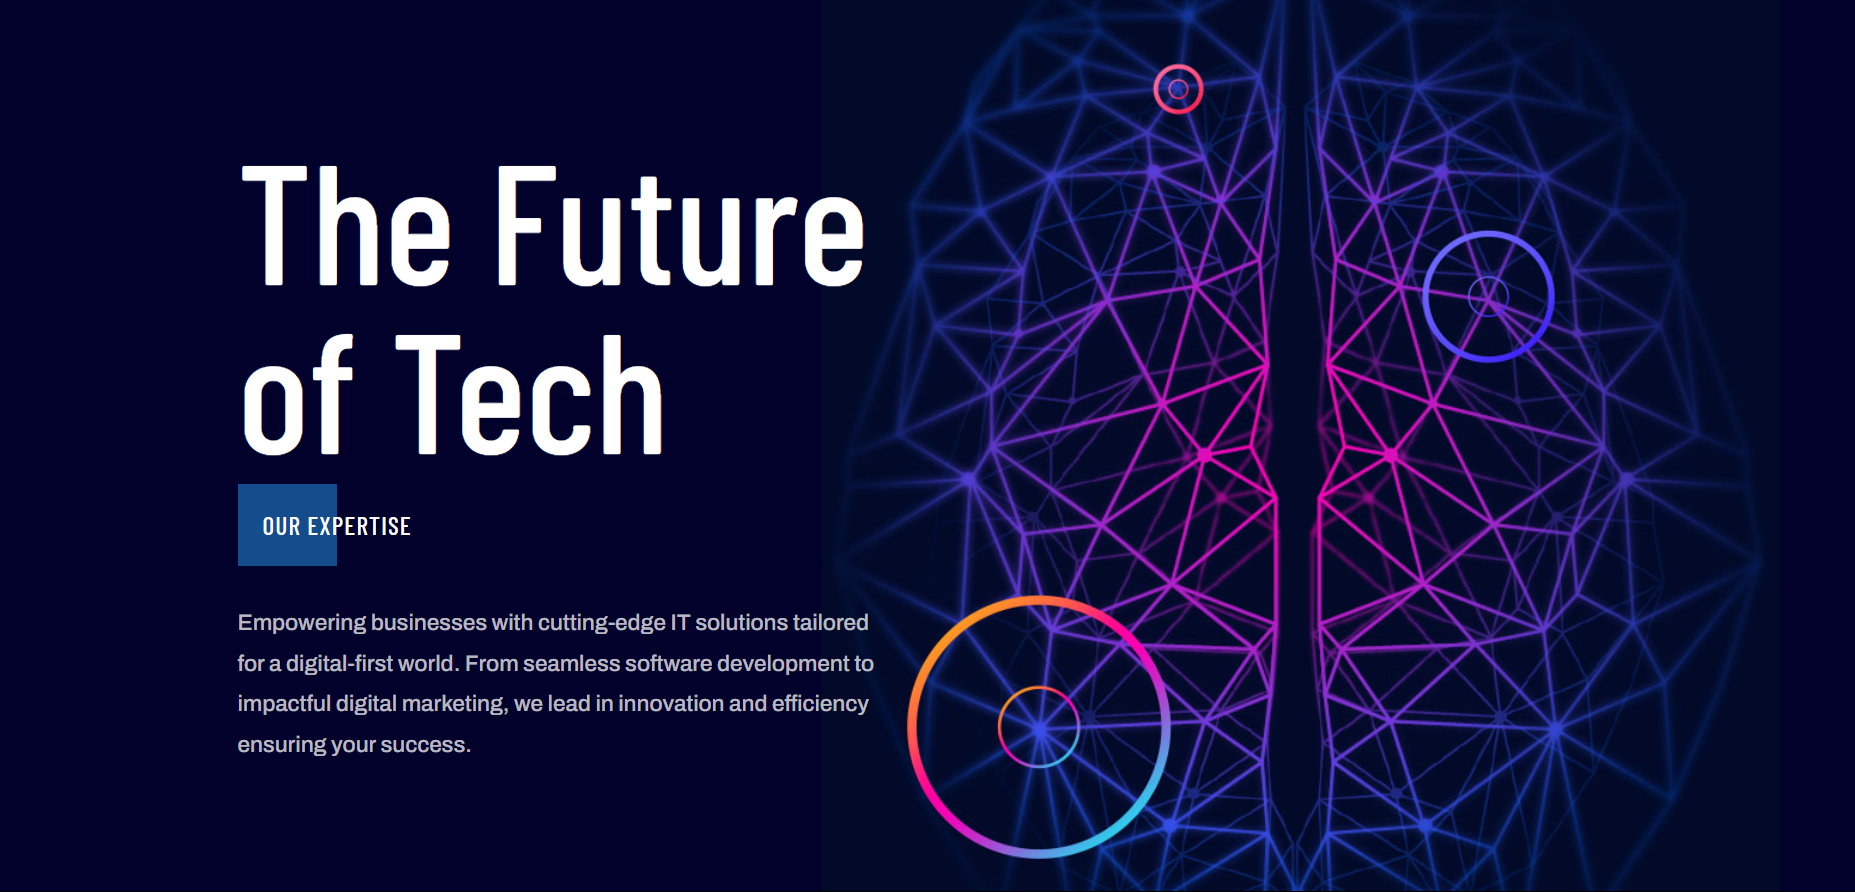 The Future
of Tech
OUR EXPERTISE
Empowering businesses with cutting-edge IT solutions tailored
for a digital-first world. From seamless software development to
impactful digital marketing, we lead in innovation and efficiency
ensuring your success.